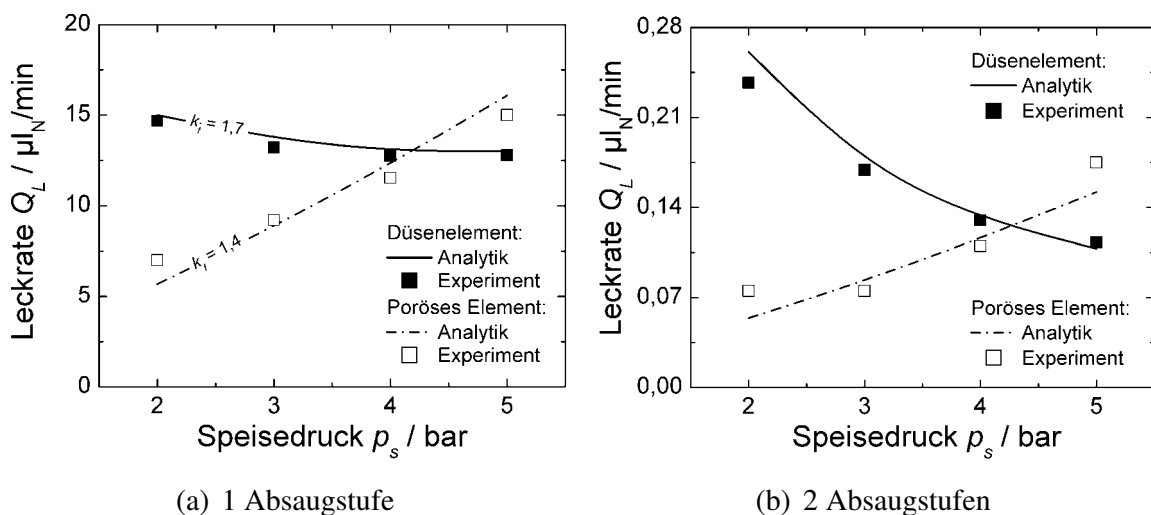 20
15
10
5
0
Leckrate Q_L / µl_N/min
k_r = 1,7
k_r = 1,4
Düsenelement:
Analytik
Experiment
Poröses Element:
Analytik
Experiment
2 3 4 5
Speisedruck p_s / bar
(a) 1 Absaugstufe
0,28
0,21
0,14
0,07
0,00
Leckrate Q_L / µl_N/min
Düsenelement:
Analytik
Experiment
Poröses Element:
Analytik
Experiment
2 3 4 5
Speisedruck p_s / bar
(b) 2 Absaugstufen